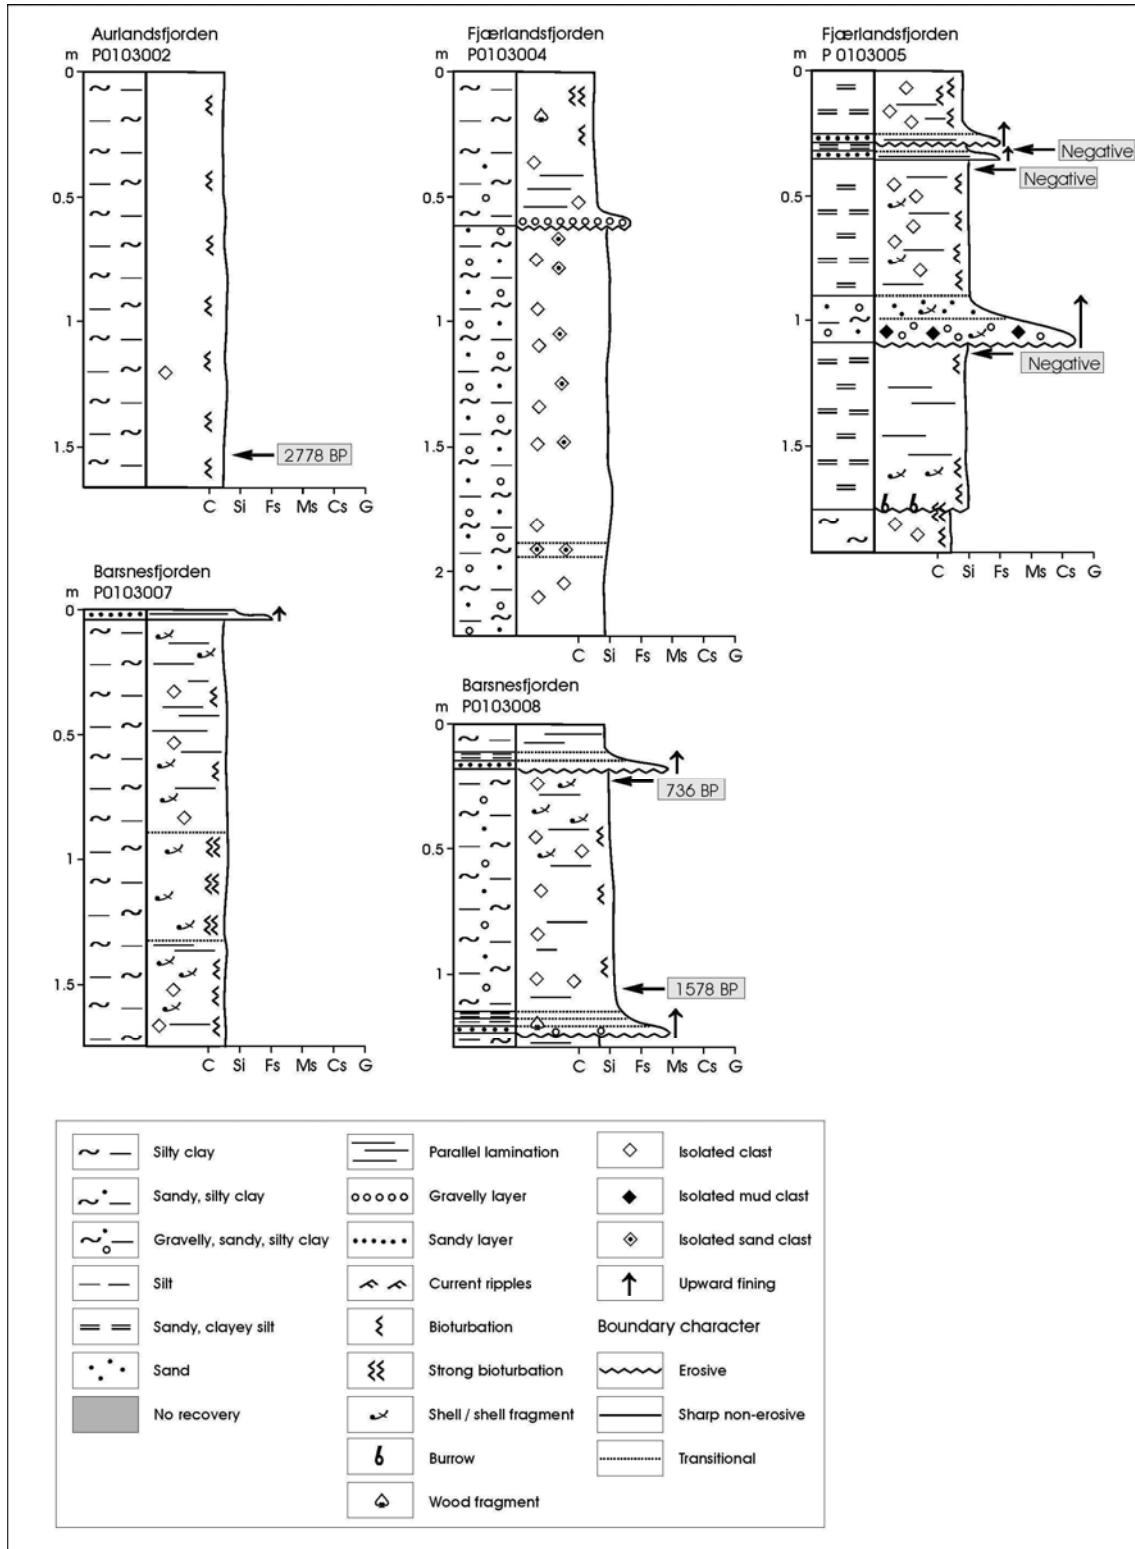 Aurlandsfjorden
m P0103002
0
0.5
1
1.5
2778 BP
C Si Fs Ms Cs G
Fjærlandsfjorden
m P0103004
0
0.5
1
1.5
2
C Si Fs Ms Cs G
Fjærlandsfjorden
m P 0103005
0
Negative
Negative
0.5
1
Negative
1.5
C Si Fs Ms Cs G
Barsnesfjorden
m P0103007
0
0.5
1
1.5
C Si Fs Ms Cs G
Barsnesfjorden
m P0103008
0
736 BP
0.5
1
1578 BP
C Si Fs Ms Cs G
Silty clay
Sandy, silty clay
Gravelly, sandy, silty clay
Silt
Sandy, clayey silt
Sand
No recovery
Parallel lamination
Gravelly layer
Sandy layer
Current ripples
Bioturbation
Strong bioturbation
Shell / shell fragment
Burrow
Wood fragment
Isolated clast
Isolated mud clast
Isolated sand clast
Upward fining
Boundary character
Erosive
Sharp non-erosive
Transitional